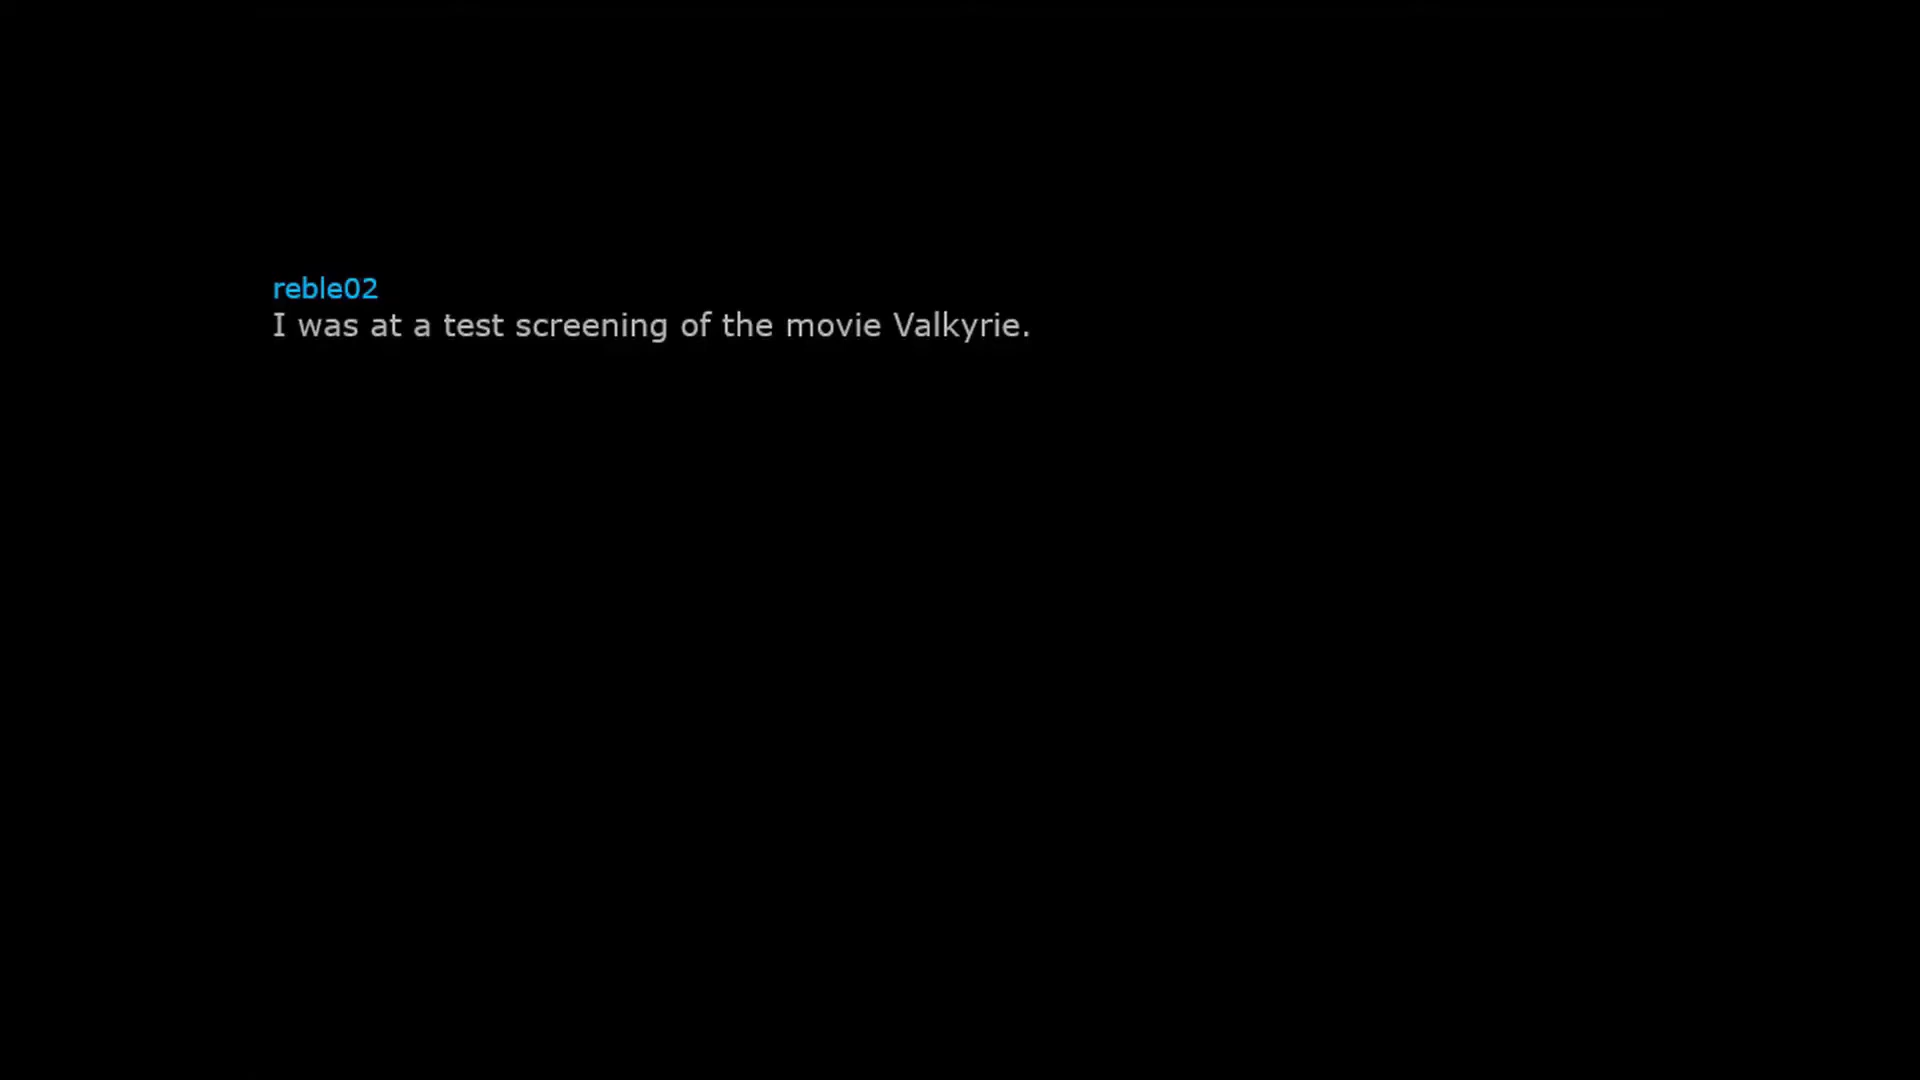 reble02
I was at a test screening of the movie Valkyrie.